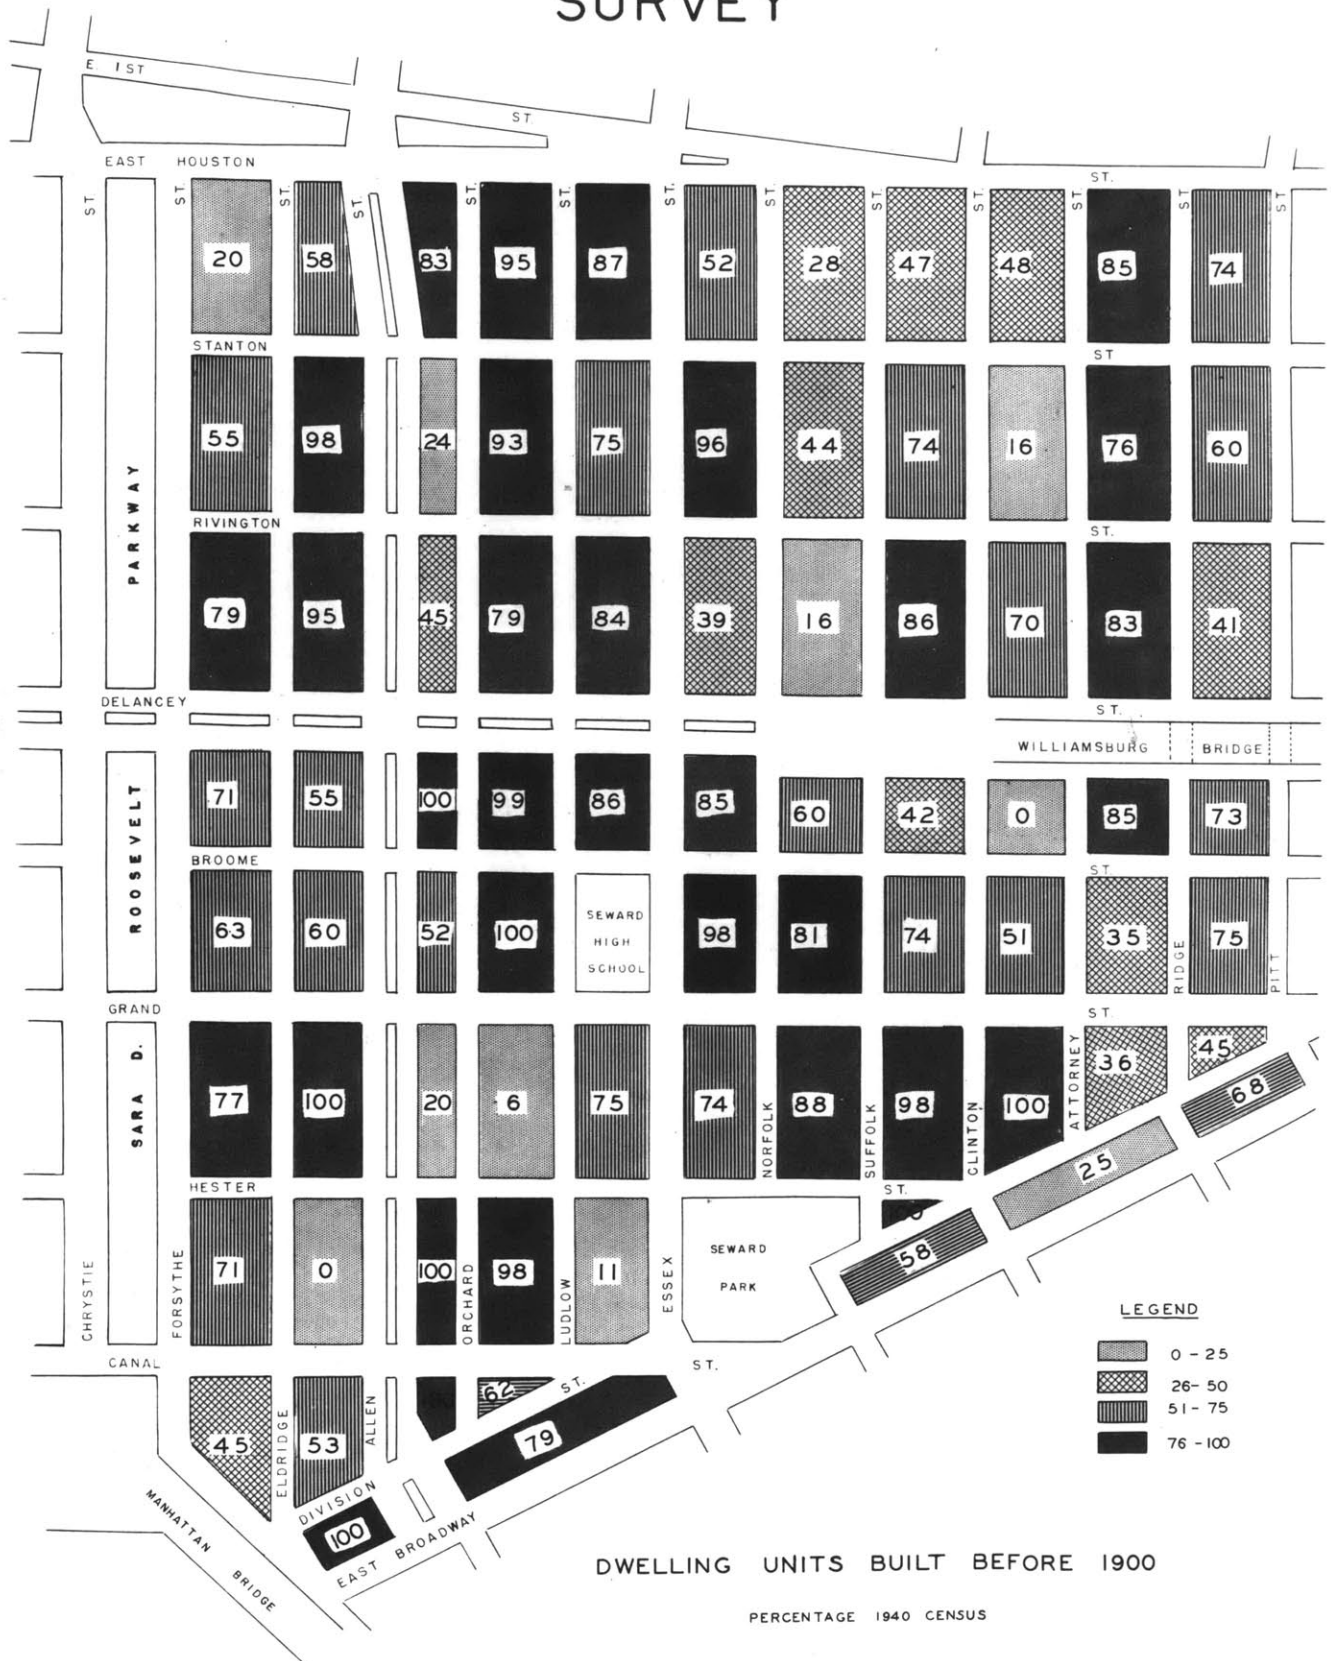 SURVEY
E. 1ST
ST.
EAST HOUSTON
ST.
ST.
ST.
ST.
ST.
ST.
ST.
ST.
ST.
ST.
ST.
ST.
ST.
ST.
20 58 83 95 87 52 28 47 48 85 74
STANTON
ST
55 98 24 93 75 96 44 74 16 76 60
RIVINGTON
ST.
79 95 45 79 84 39 16 86 70 83 41
PARKWAY
DELANCEY
ST.
WILLIAMSBURG BRIDGE
71 55 100 99 86 85 60 42 0 85 73
ROOSEVELT
BROOME
ST.
63 60 52 100
SEWARD
HIGH
SCHOOL
98 81 74 51 35 75
RIDGE
PITT
GRAND
ST.
SARA D.
77 100 20 6 75 74 88 98 100 36 45
68
25
NORFOLK
SUFFOLK
CLINTON
ATTORNEY
HESTER
ST.
71 0 100 98 11
SEWARD
PARK
58
CHRYSTIE
FORSYTHE
ORCHARD
LUDLOW
ESSEX
CANAL
ST.
ST.
45 53 62
79
ELDRIDGE
ALLEN
DIVISION
100
EAST BROADWAY
MANHATTAN
BRIDGE
LEGEND
0 - 25
26 - 50
51 - 75
76 - 100
DWELLING UNITS BUILT BEFORE 1900
PERCENTAGE 1940 CENSUS